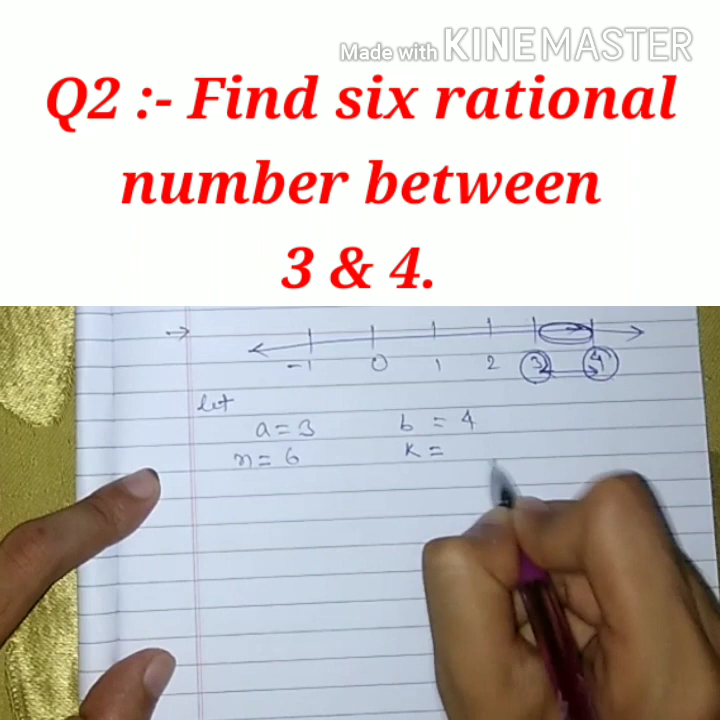 Made with KINEMASTER
Q2 :- Find six rational
number between
3 & 4.
-1 0 1 2 3 4
let
a = 3 b = 4
n = 6 k =